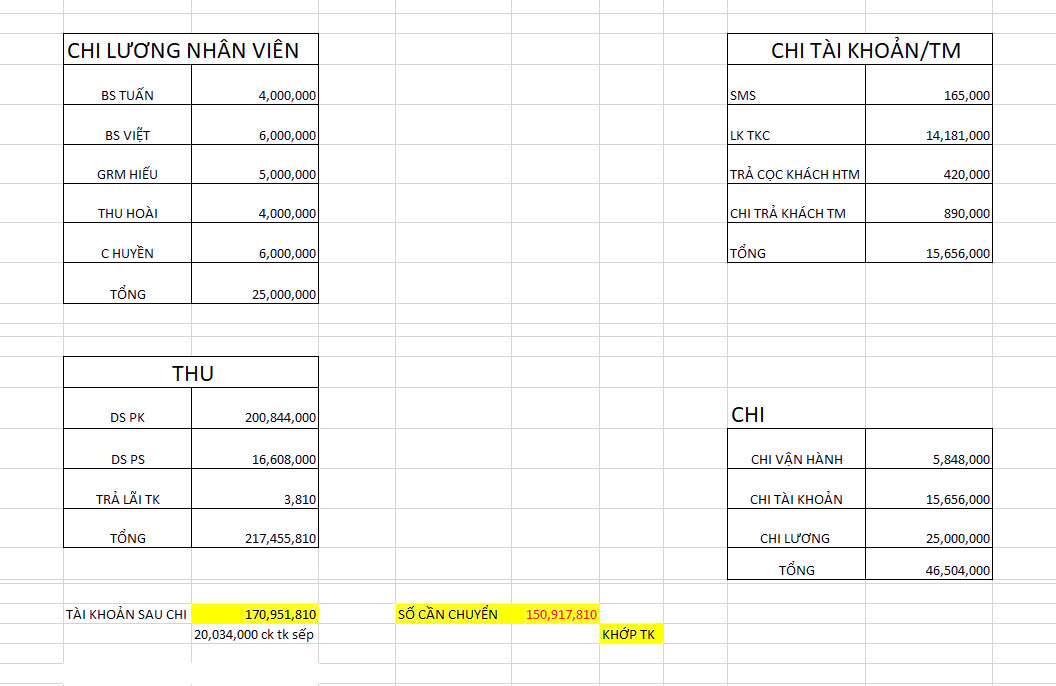 CHI LƯƠNG NHÂN VIÊN
BS TUẤN 4,000,000
BS VIỆT 6,000,000
GRM HIẾU 5,000,000
THU HOÀI 4,000,000
C HUYỀN 6,000,000
TỔNG 25,000,000
CHI TÀI KHOẢN/TM
SMS 165,000
LK TKC 14,181,000
TRẢ CỌC KHÁCH HTM 420,000
CHI TRẢ KHÁCH TM 890,000
TỔNG 15,656,000
THU
DS PK 200,844,000
DS PS 16,608,000
TRẢ LÃI TK 3,810
TỔNG 217,455,810
CHI
CHI VẬN HÀNH 5,848,000
CHI TÀI KHOẢN 15,656,000
CHI LƯƠNG 25,000,000
TỔNG 46,504,000
TÀI KHOẢN SAU CHI 170,951,810 SỐ CẦN CHUYỂN 150,917,810
20,034,000 ck tk sếp KHỚP TK